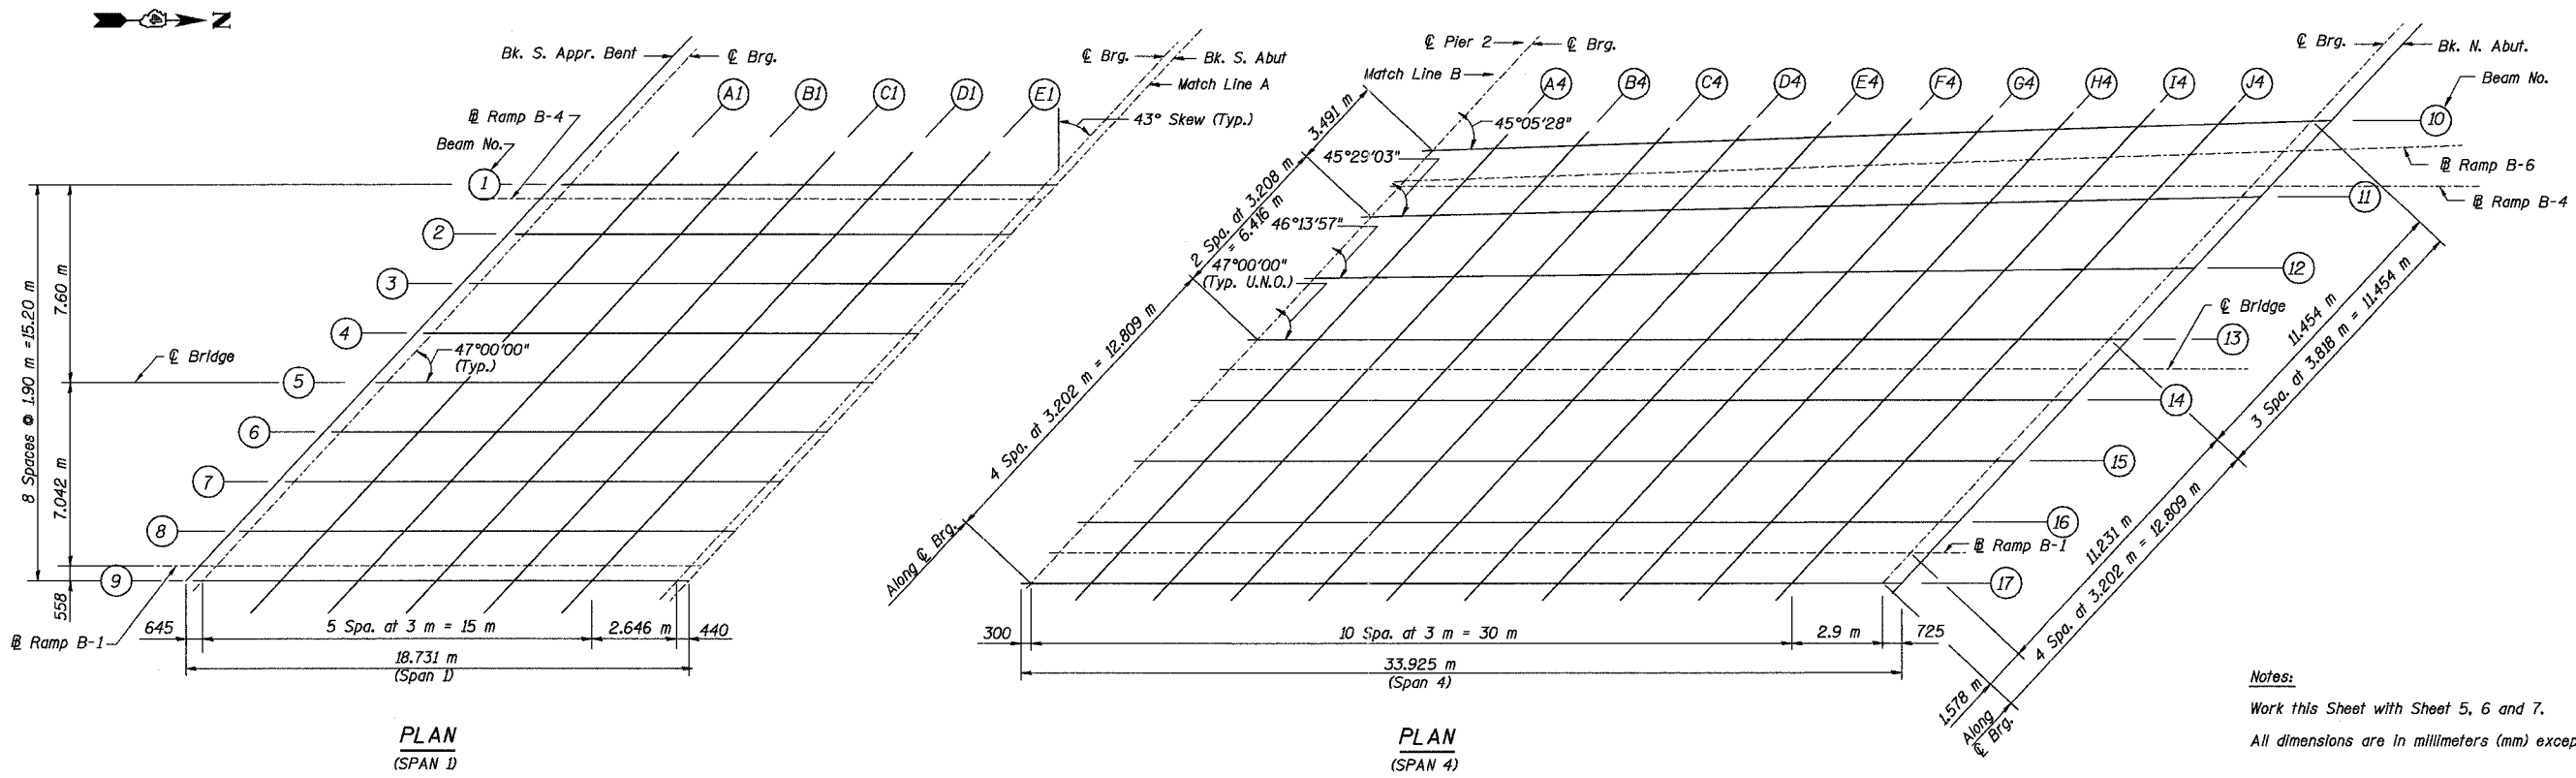 N
Bk. S. Appr. Bent
℄ Brg.
A1
B1
C1
D1
E1
℄ Brg.
Bk. S. Abut
Match Line A
43° Skew (Typ.)
Ramp B-4
Beam No.
1
2
3
4
5
6
7
8
9
8 Spaces @ 1.90 m =15.20 m
7.60 m
7.042 m
558
℄ Bridge
47°00'00"
(Typ.)
Ramp B-1
645
5 Spa. at 3 m = 15 m
2.646 m
440
18.731 m
(Span 1)
PLAN
(SPAN 1)
℄ Pier 2
℄ Brg.
Match Line B
A4
B4
C4
D4
E4
F4
G4
H4
I4
J4
℄ Brg.
Bk. N. Abut.
Beam No.
10
11
12
13
14
15
16
17
Ramp B-6
Ramp B-4
℄ Bridge
Ramp B-1
3.491 m
2 Spa. at 3.208 m
= 6.416 m
4 Spa. at 3.202 m = 12.809 m
Along ℄ Brg.
45°05'28"
45°29'03"
46°13'57"
47°00'00"
(Typ. U.N.O.)
11.454 m
3 Spa. at 3.818 m = 11.454 m
11.231 m
4 Spa. at 3.202 m = 12.809 m
1.578 m
Along
℄ Brg.
300
10 Spa. at 3 m = 30 m
2.9 m
725
33.925 m
(Span 4)
PLAN
(SPAN 4)
Notes:
Work this Sheet with Sheet 5, 6 and 7.
All dimensions are in millimeters (mm) excep